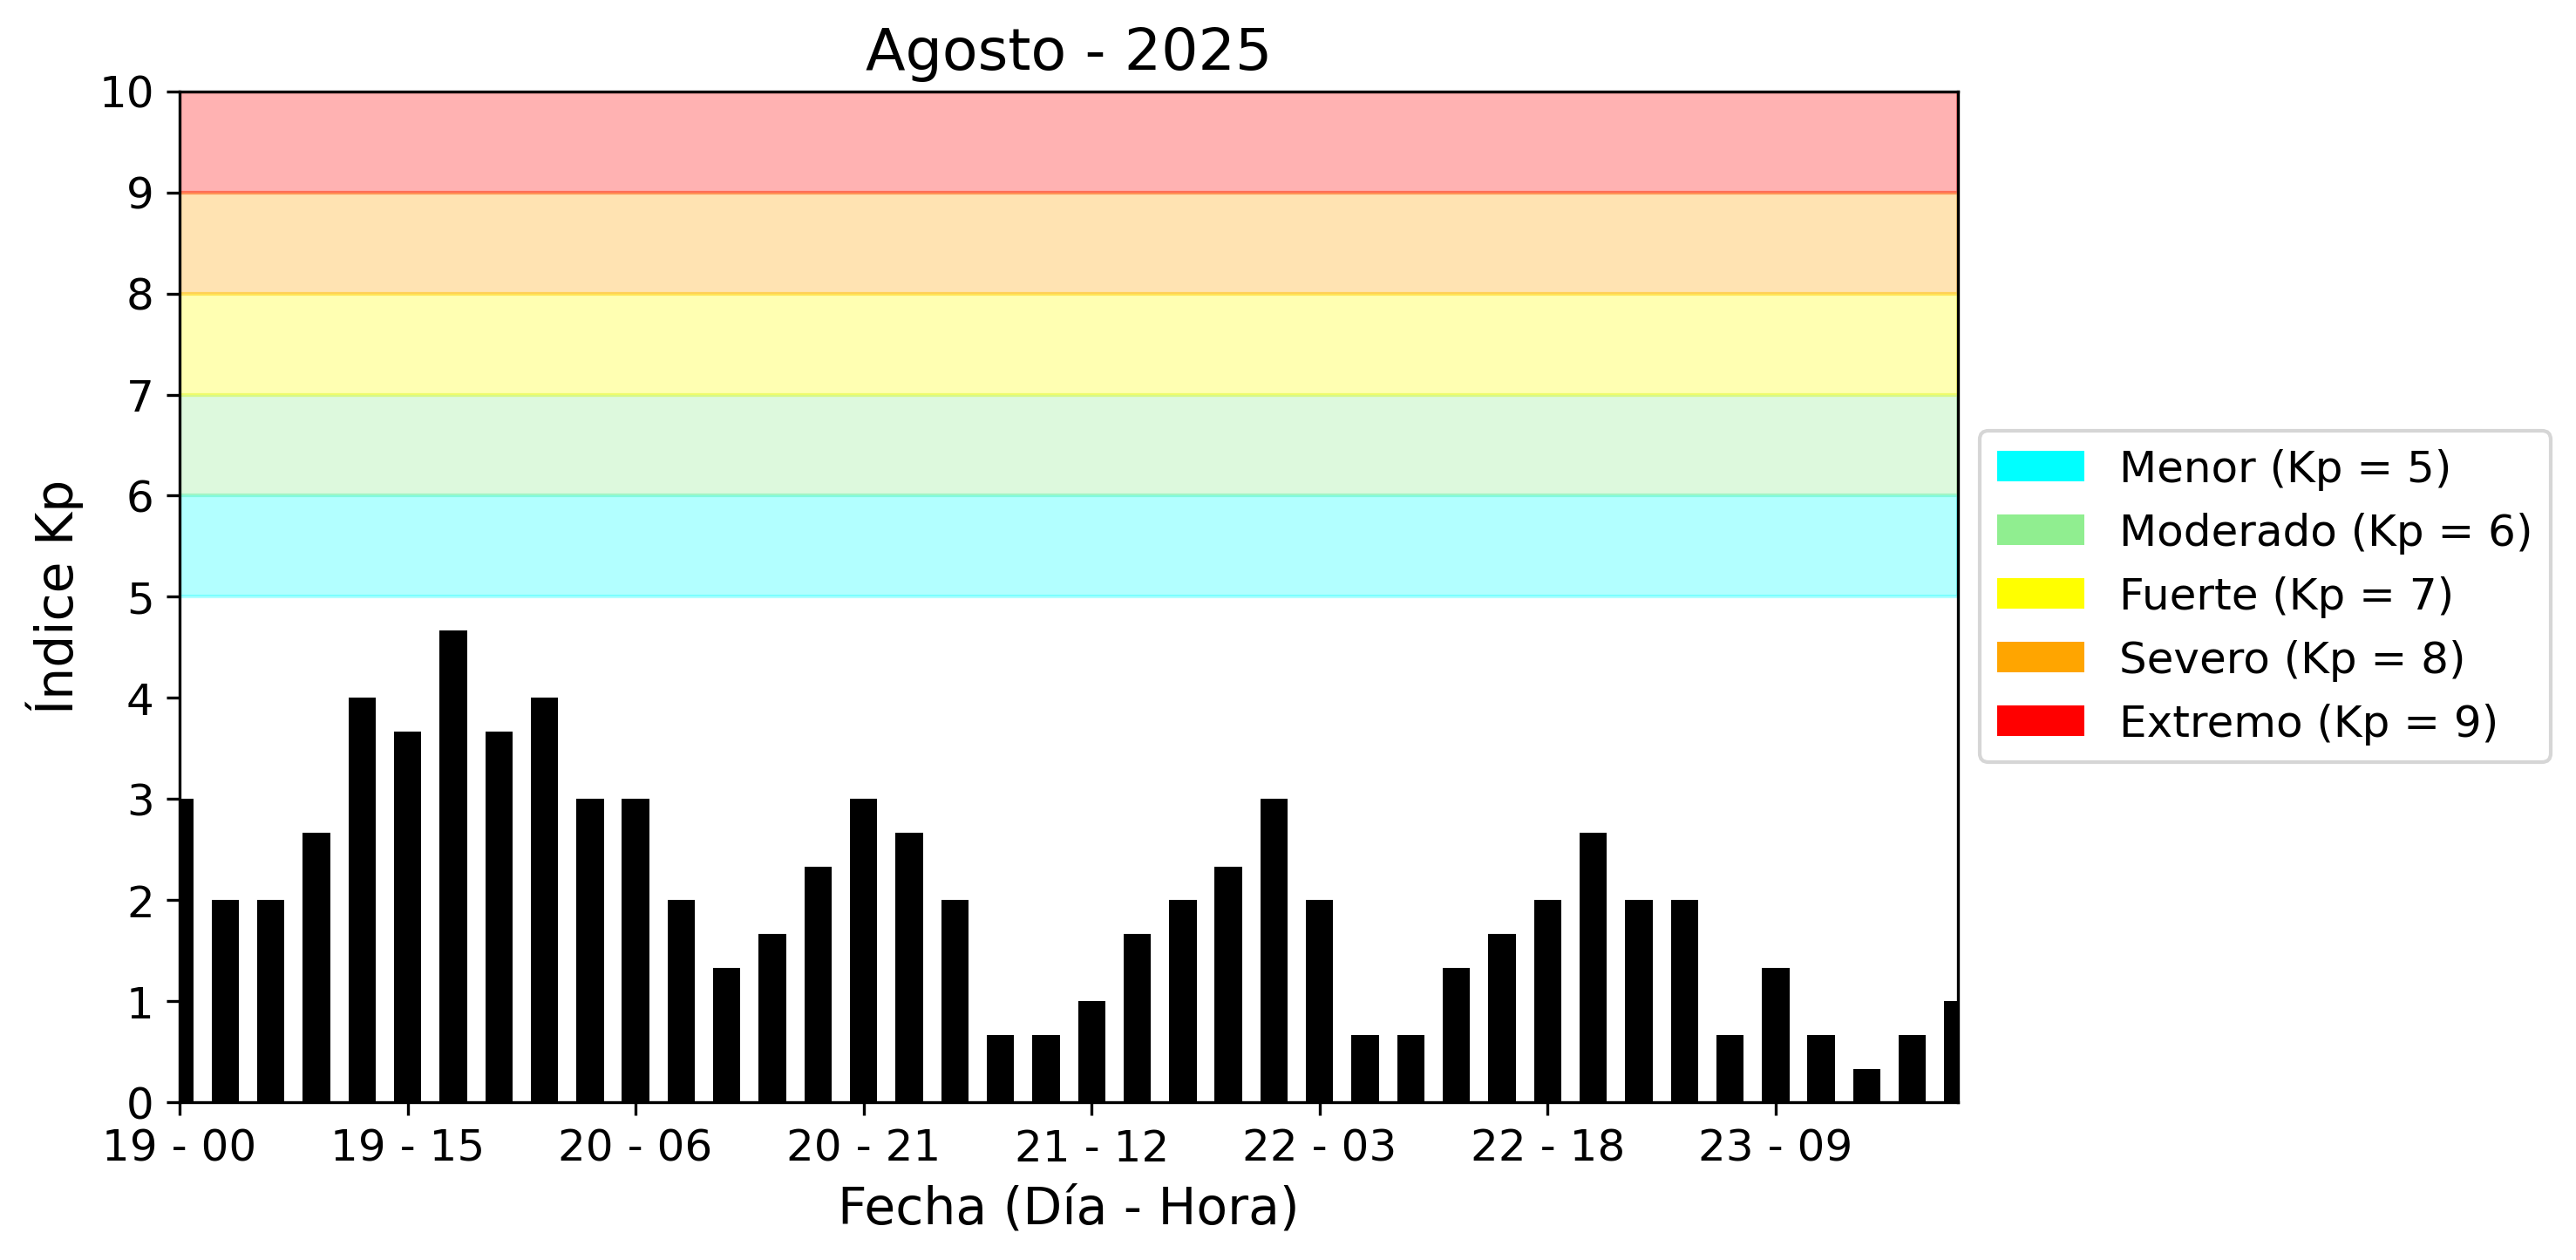 Agosto - 2025
10
9
8
7
6
5
4
3
2
1
0
Índice Kp
19 - 00
19 - 15
20 - 06
20 - 21
21 - 12
22 - 03
22 - 18
23 - 09
Fecha (Día - Hora)
Menor (Kp = 5)
Moderado (Kp = 6)
Fuerte (Kp = 7)
Severo (Kp = 8)
Extremo (Kp = 9)